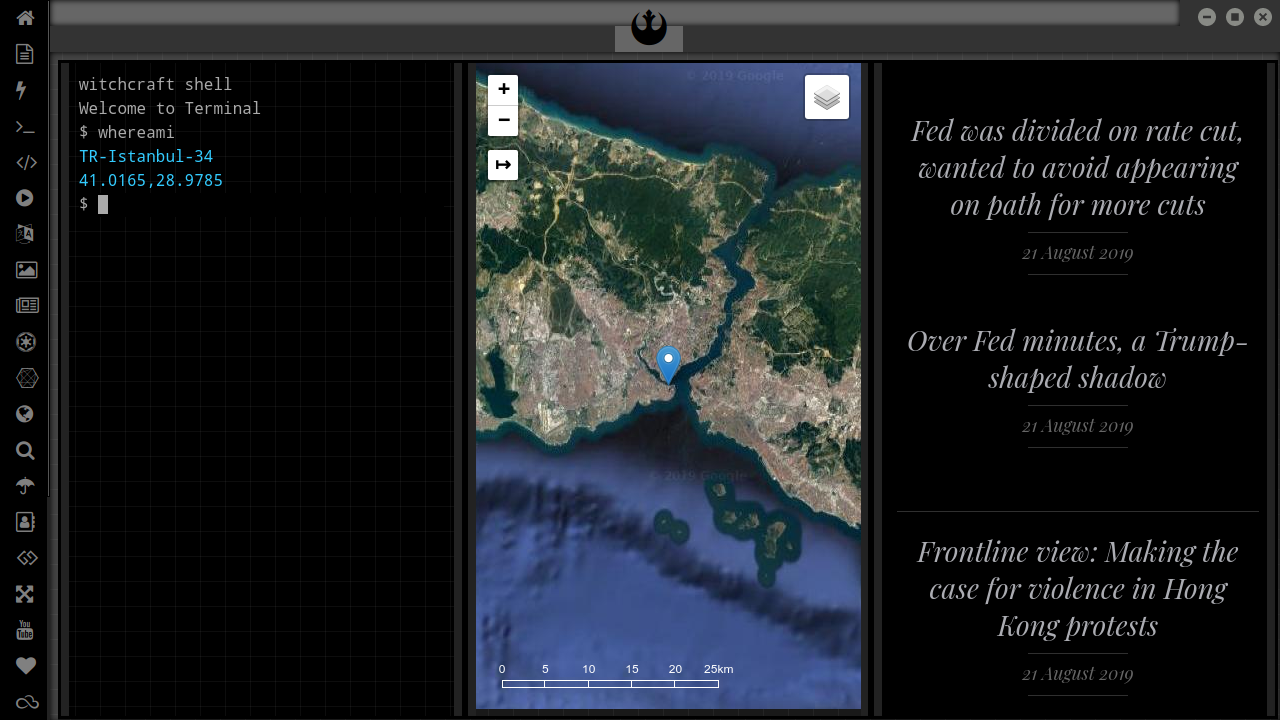 witchcraft shell
Welcome to Terminal
$ whereami
TR-Istanbul-34
41.0165,28.9785
$
© 2019 Google
+
−
↦
© 2019 Google
0 5 10 15 20 25km
Fed was divided on rate cut,
wanted to avoid appearing
on path for more cuts
21 August 2019
Over Fed minutes, a Trump-
shaped shadow
21 August 2019
Frontline view: Making the
case for violence in Hong
Kong protests
21 August 2019
You
Tube